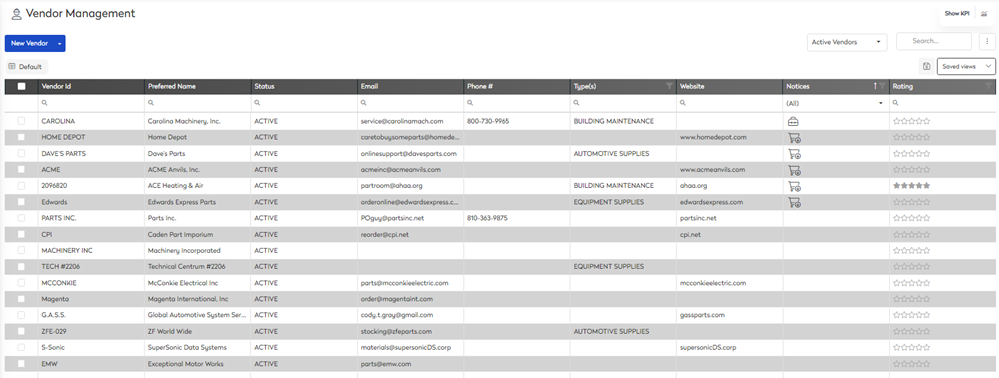 Vendor Management
Show KPI
New Vendor
Active Vendors
Search...
Default
Saved views
Vendor Id Preferred Name Status Email Phone # Type(s) Website Notices Rating
(All)
CAROLINA Carolina Machinery, Inc. ACTIVE service@carolinamach.com 800-730-9965 BUILDING MAINTENANCE
HOME DEPOT Home Depot ACTIVE caretobuysomeparts@homede... www.homedepot.com
DAVE'S PARTS Dave's Parts ACTIVE onlinesupport@davesparts.com AUTOMOTIVE SUPPLIES
ACME ACME Anvils, Inc. ACTIVE acmeinc@acmeanvils.com www.acmeanvils.com
2096820 ACE Heating & Air ACTIVE partroom@ahaa.org BUILDING MAINTENANCE ahaa.org
Edwards Edwards Express Parts ACTIVE orderonline@edwardsexpress.c... EQUIPMENT SUPPLIES edwardsexpress.com
PARTS INC. Parts Inc. ACTIVE POguy@partsinc.net 810-363-9875 partsinc.net
CPI Caden Part Imporium ACTIVE reorder@cpi.net cpi.net
MACHINERY INC Machinery Incorporated ACTIVE
TECH #2206 Technical Centrum #2206 ACTIVE EQUIPMENT SUPPLIES
MCCONKIE McConkie Electrical Inc ACTIVE parts@mcconkieelectric.com mcconkieelectric.com
Magenta Magenta International, Inc ACTIVE order@magentaint.com
G.A.S.S. Global Automotive System Ser... ACTIVE cody.t.gray@gmail.com gassparts.com
ZFE-029 ZF World Wide ACTIVE stocking@zfeparts.com AUTOMOTIVE SUPPLIES
S-Sonic SuperSonic Data Systems ACTIVE materials@supersonicDS.corp supersonicDS.corp
EMW Exceptional Motor Works ACTIVE parts@emw.com